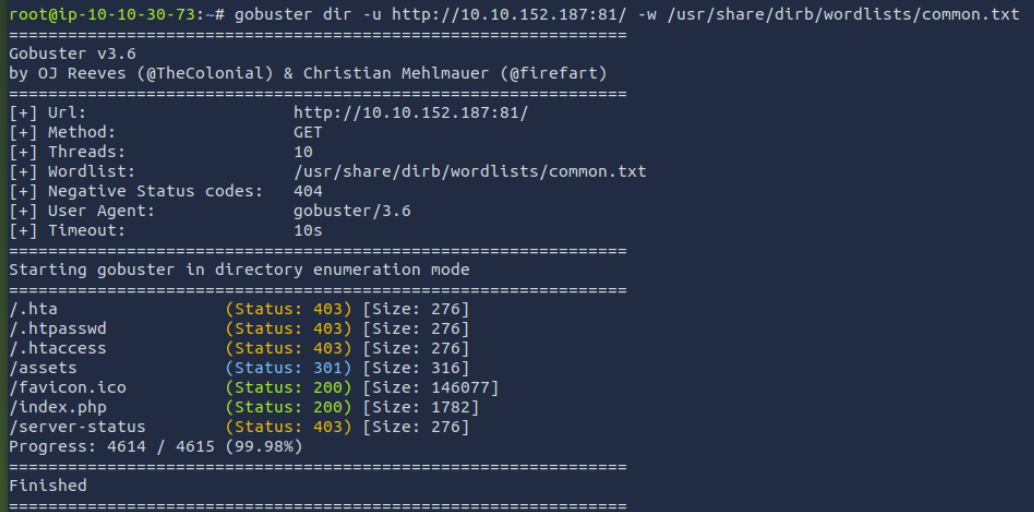 root@ip-10-10-30-73:~# gobuster dir -u http://10.10.152.187:81/ -w /usr/share/dirb/wordlists/common.txt
===============================================================
Gobuster v3.6
by OJ Reeves (@TheColonial) & Christian Mehlmauer (@firefart)
===============================================================
[+] Url:                     http://10.10.152.187:81/
[+] Method:                  GET
[+] Threads:                 10
[+] Wordlist:                /usr/share/dirb/wordlists/common.txt
[+] Negative Status codes:   404
[+] User Agent:              gobuster/3.6
[+] Timeout:                 10s
===============================================================
Starting gobuster in directory enumeration mode
===============================================================
/.hta                 (Status: 403) [Size: 276]
/.htpasswd            (Status: 403) [Size: 276]
/.htaccess            (Status: 403) [Size: 276]
/assets               (Status: 301) [Size: 316]
/favicon.ico          (Status: 200) [Size: 146077]
/index.php            (Status: 200) [Size: 1782]
/server-status        (Status: 403) [Size: 276]
Progress: 4614 / 4615 (99.98%)
===============================================================
Finished
===============================================================